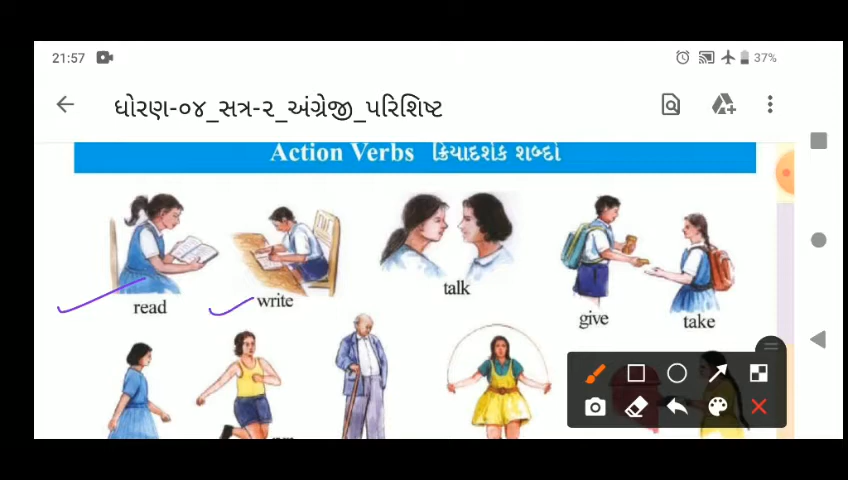 21:57
37%
ધોરણ-૦૪_સત્ર-૨_અંગ્રેજી_પરિશિષ્ટ
Action Verbs ક્રિયાદર્શક શબ્દો
read
write
talk
give
take